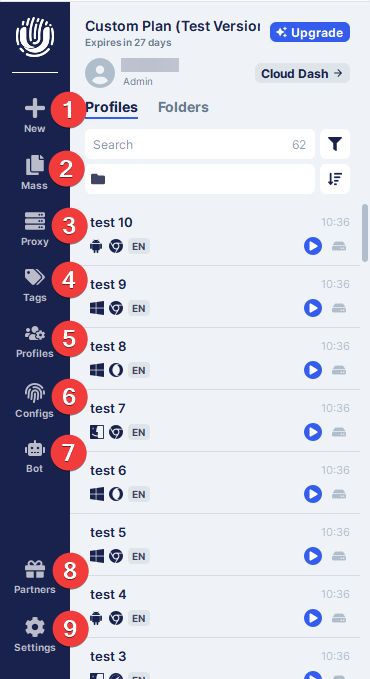 Custom Plan (Test Version
Expires in 27 days
Upgrade
Admin
Cloud Dash
New
1
Profiles
Folders
Search
62
Mass
2
Proxy
3
test 10
10:36
EN
Tags
4
test 9
10:36
EN
Profiles
5
test 8
10:36
EN
Configs
6
test 7
10:36
EN
Bot
7
test 6
10:36
EN
test 5
10:36
EN
Partners
8
test 4
10:36
EN
Settings
9
test 3
10:36